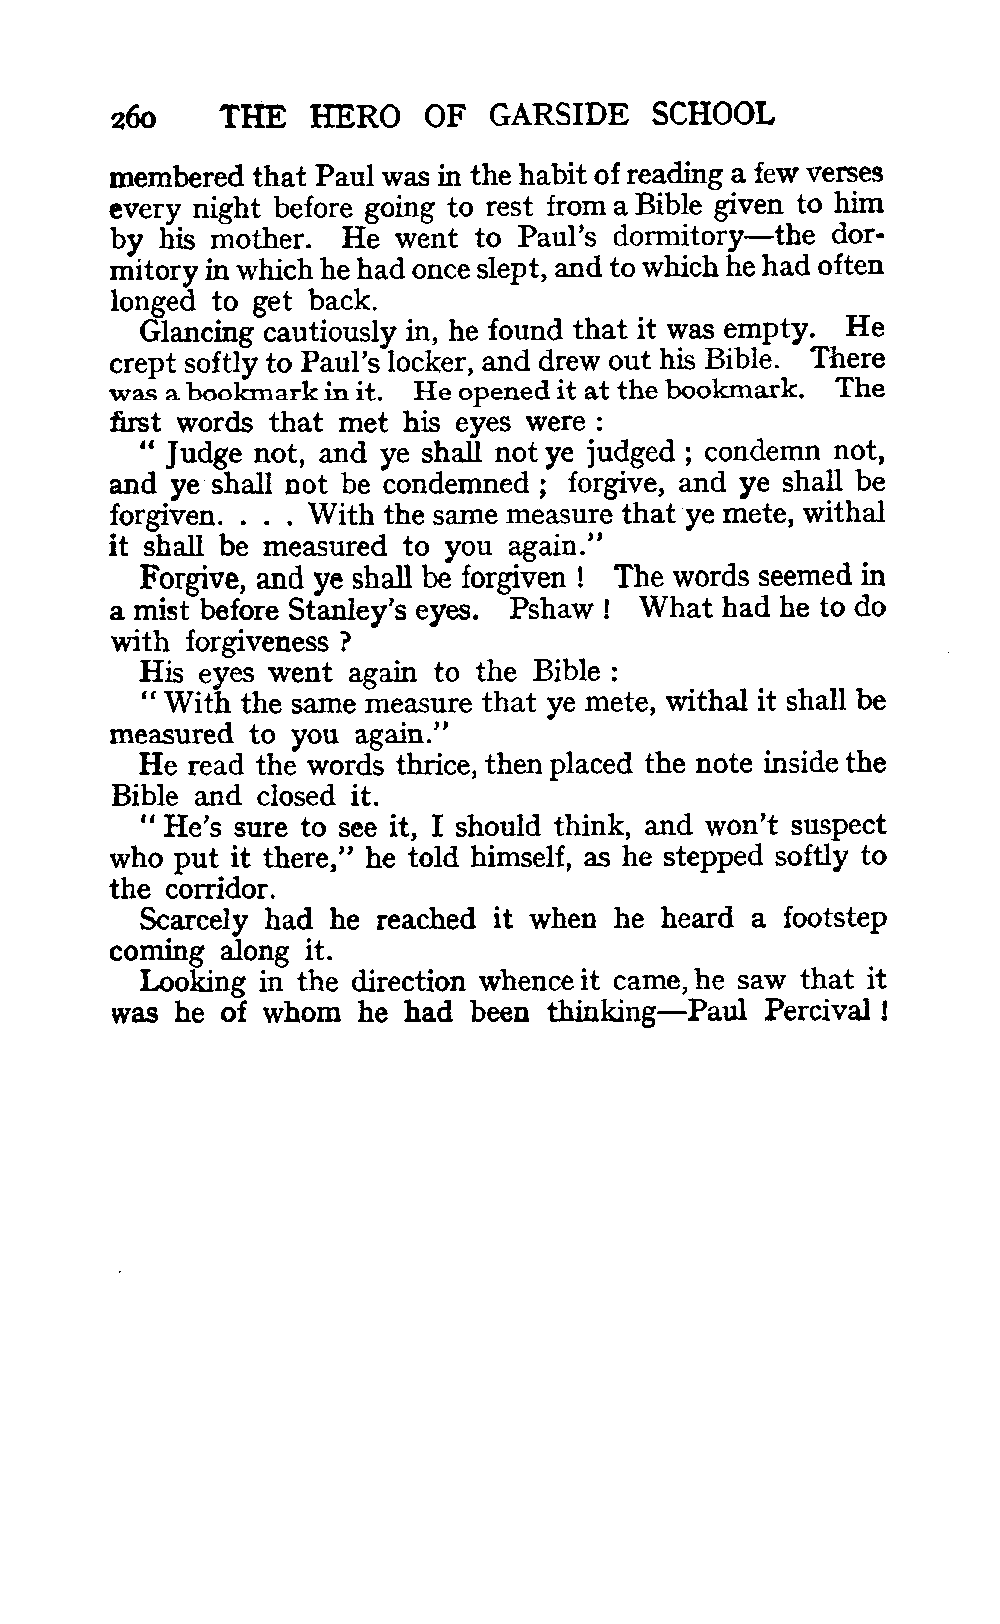 260 THE HERO OF GARSIDE SCHOOL
membered that Paul was in the habit of reading a few verses
every night before going to rest from a Bible given to him
by his mother. He went to Paul's dormitory—the dor-
mitory in which he had once slept, and to which he had often
longed to get back.
Glancing cautiously in, he found that it was empty. He
crept softly to Paul's locker, and drew out his Bible. There
was a bookmark in it. He opened it at the bookmark. The
first words that met his eyes were :
“ Judge not, and ye shall not ye judged ; condemn not,
and ye shall not be condemned ; forgive, and ye shall be
forgiven. . . . With the same measure that ye mete, withal
it shall be measured to you again.”
Forgive, and ye shall be forgiven ! The words seemed in
a mist before Stanley's eyes. Pshaw ! What had he to do
with forgiveness ?
His eyes went again to the Bible :
“ With the same measure that ye mete, withal it shall be
measured to you again.”
He read the words thrice, then placed the note inside the
Bible and closed it.
“ He's sure to see it, I should think, and won't suspect
who put it there,” he told himself, as he stepped softly to
the corridor.
Scarcely had he reached it when he heard a footstep
coming along it.
Looking in the direction whence it came, he saw that it
was he of whom he had been thinking—Paul Percival !